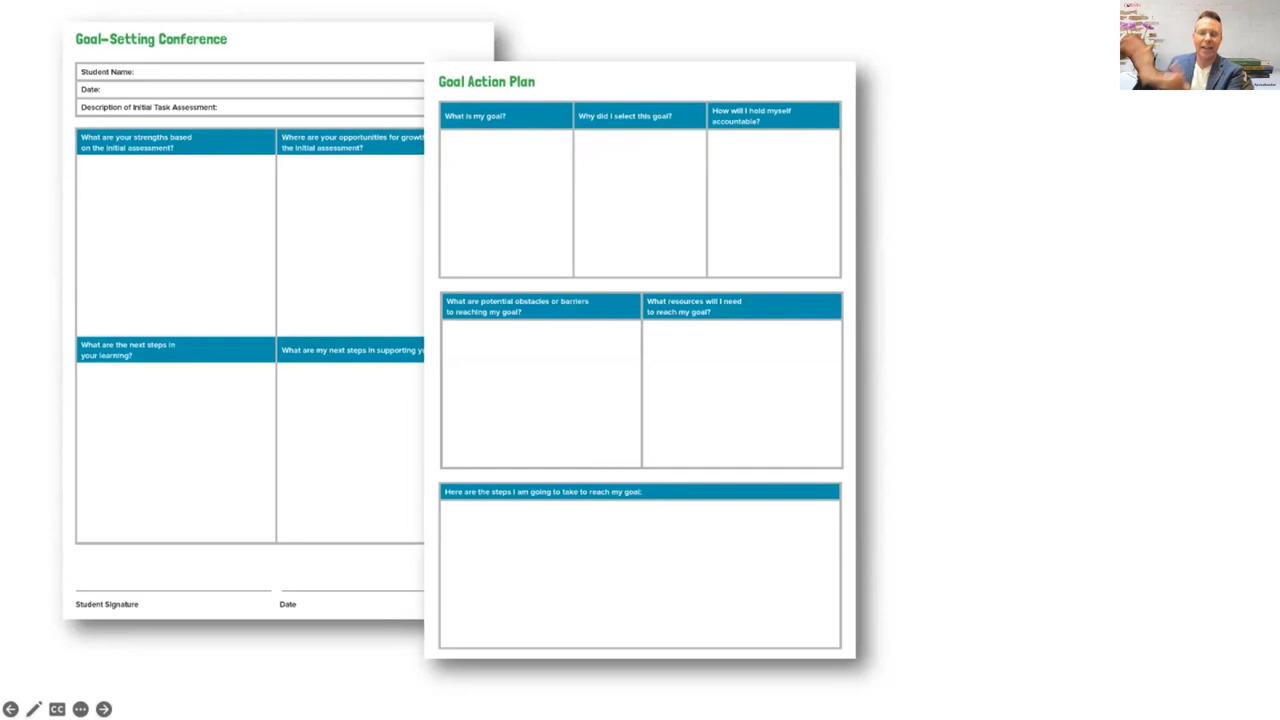 Goal-Setting Conference
Student Name:
Date:
Description of Initial Task Assessment:
What are your strengths based
on the initial assessment?
Where are your opportunities for
the initial assessment?
What are the next steps in
your learning?
What are my next steps in supporting
Student Signature
Date
Goal Action Plan
What is my goal?
Why did I select this goal?
How will I hold myself
accountable?
What are potential obstacles or barriers
to reaching my goal?
What resources will I need
to reach my goal?
Here are the steps I am going to take to reach my goal:
CC